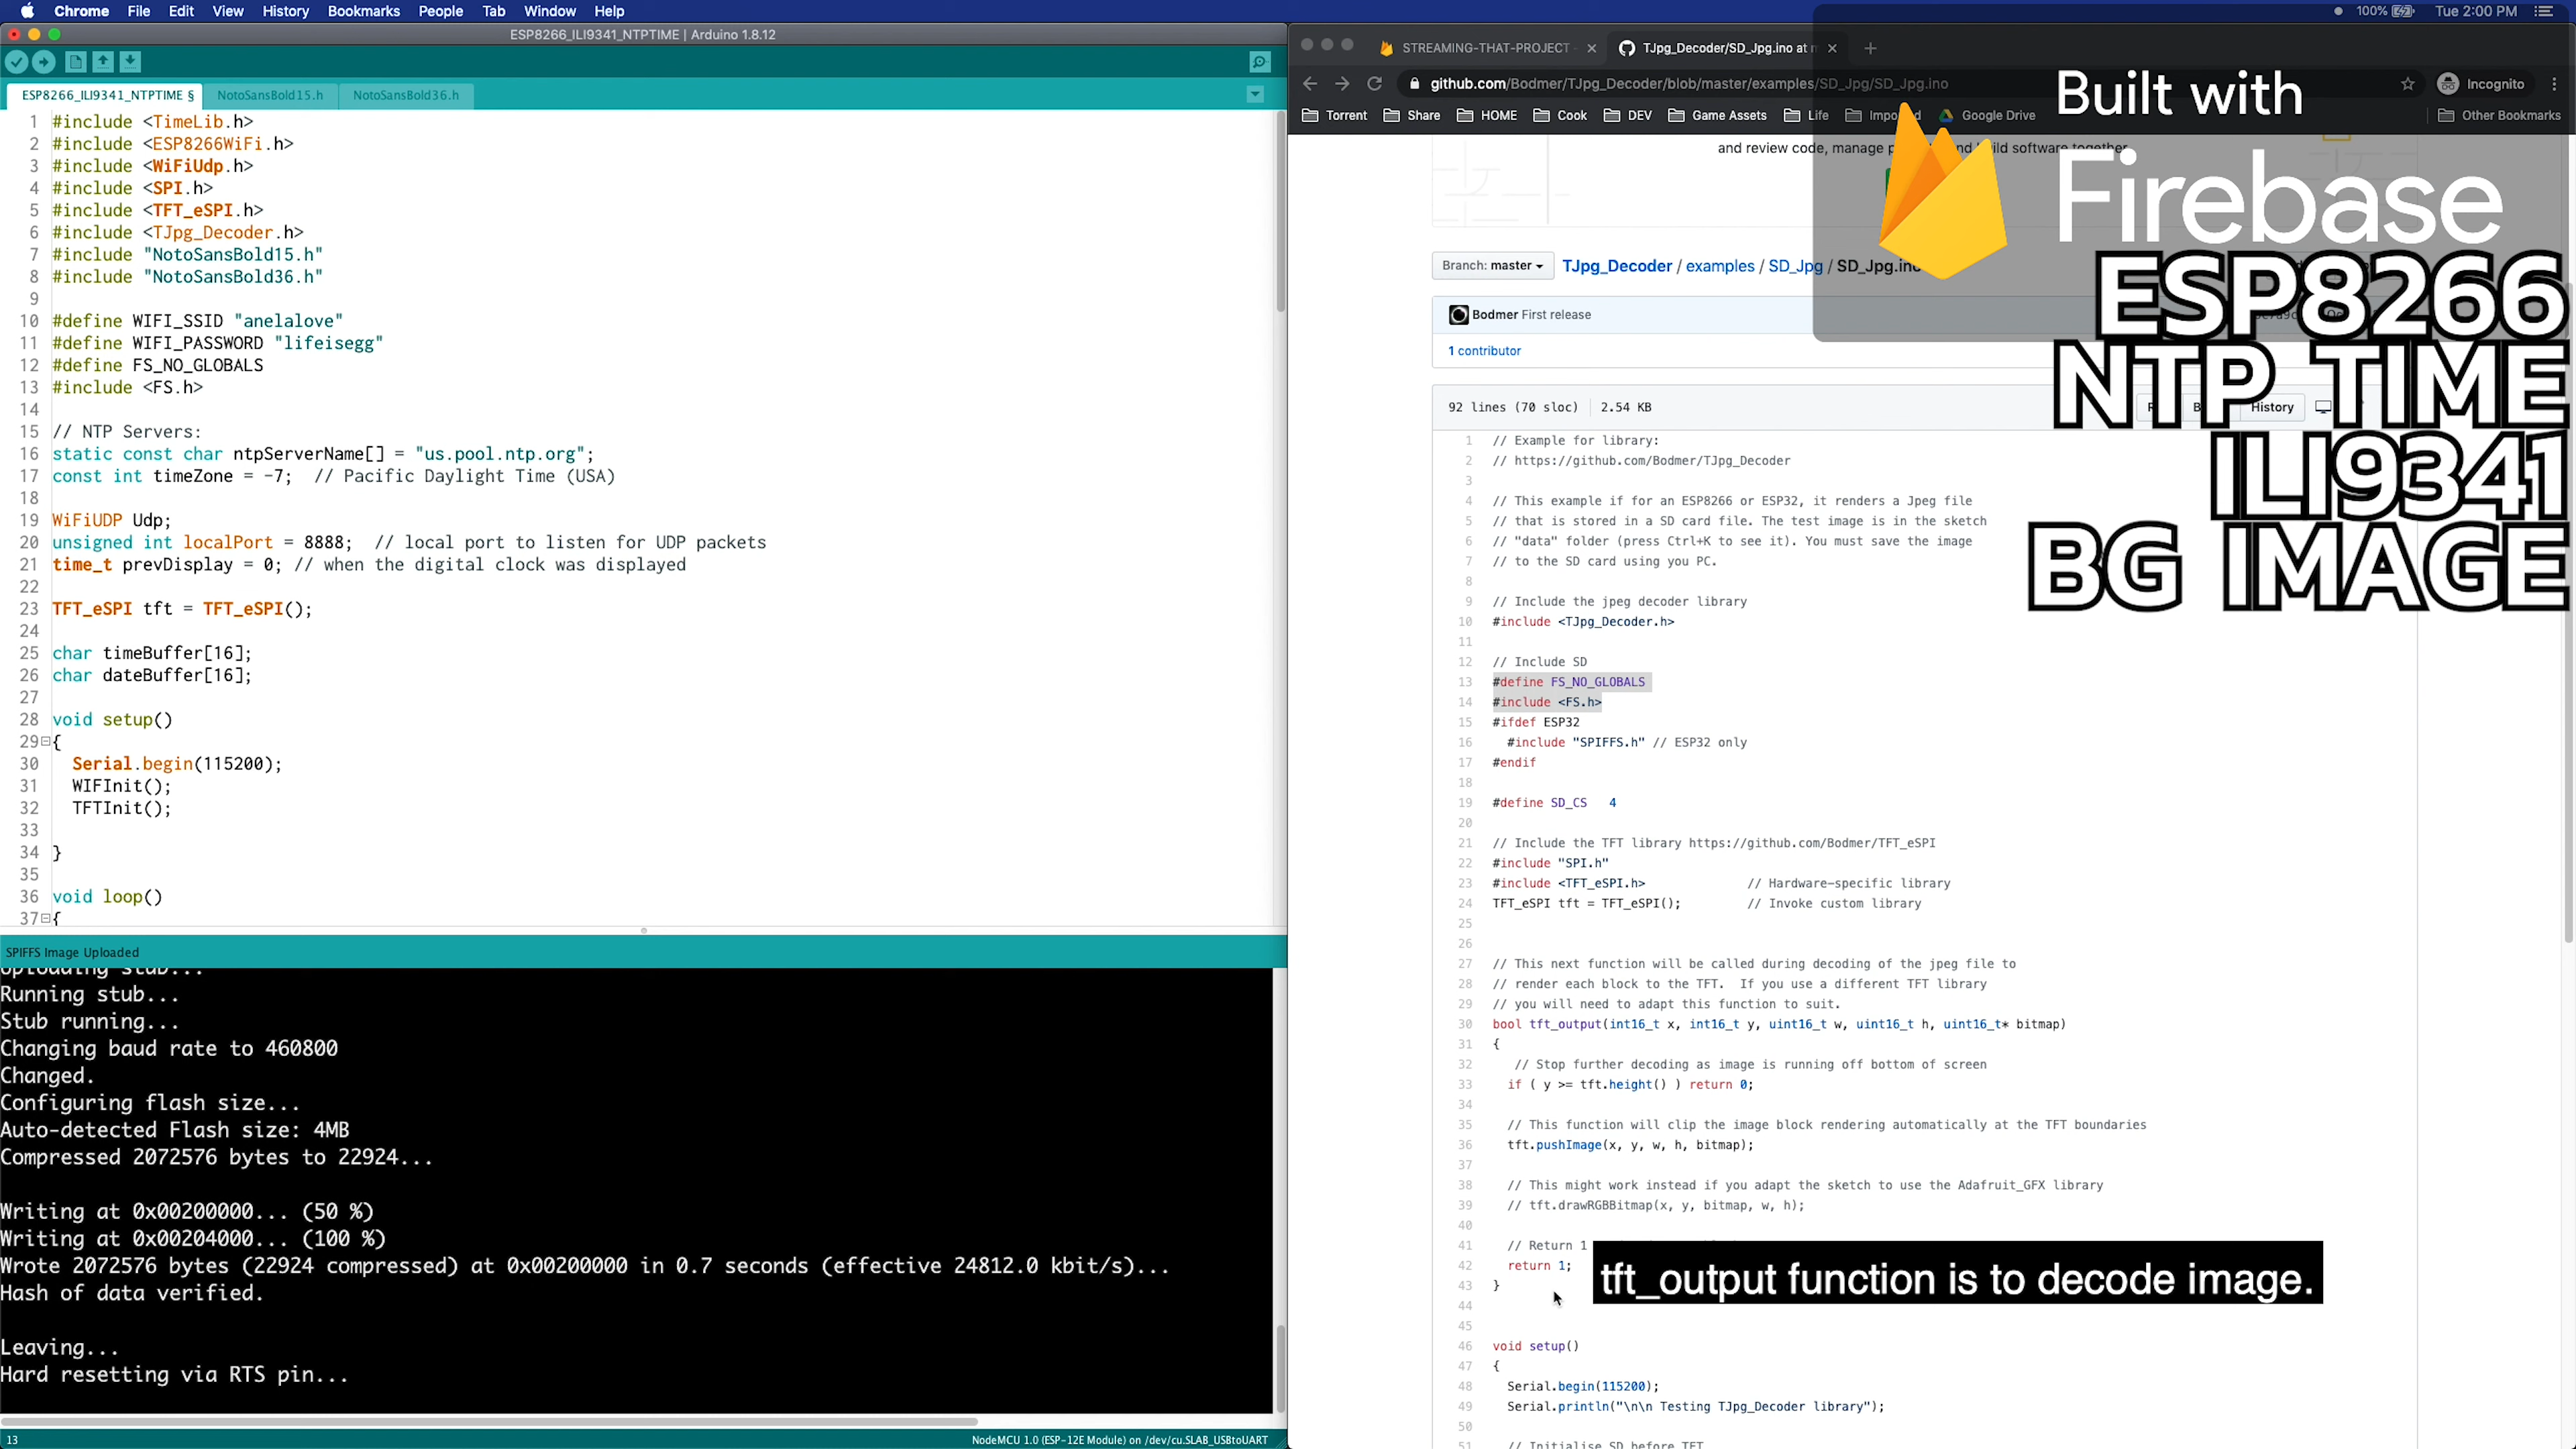 Chrome File Edit View History Bookmarks People Tab Window Help
100% Tue 2:00 PM
ESP8266_ILI9341_NTPTIME | Arduino 1.8.12
ESP8266_ILI9341_NTPTIME § NotoSansBold15.h NotoSansBold36.h
1 #include <TimeLib.h>
2 #include <ESP8266WiFi.h>
3 #include <WiFiUdp.h>
4 #include <SPI.h>
5 #include <TFT_eSPI.h>
6 #include <TJpg_Decoder.h>
7 #include "NotoSansBold15.h"
8 #include "NotoSansBold36.h"
9
10 #define WIFI_SSID "anelalove"
11 #define WIFI_PASSWORD "lifeisegg"
12 #define FS_NO_GLOBALS
13 #include <FS.h>
14
15 // NTP Servers:
16 static const char ntpServerName[] = "us.pool.ntp.org";
17 const int timeZone = -7;  // Pacific Daylight Time (USA)
18
19 WiFiUDP Udp;
20 unsigned int localPort = 8888;  // local port to listen for UDP packets
21 time_t prevDisplay = 0; // when the digital clock was displayed
22
23 TFT_eSPI tft = TFT_eSPI();
24
25 char timeBuffer[16];
26 char dateBuffer[16];
27
28 void setup()
29 {
30 Serial.begin(115200);
31 WIFIInit();
32 TFTInit();
33
34 }
35
36 void loop()
37 {
SPIFFS Image Uploaded
Uploading stub...
Running stub...
Stub running...
Changing baud rate to 460800
Changed.
Configuring flash size...
Auto-detected Flash size: 4MB
Compressed 2072576 bytes to 22924...
Writing at 0x00200000... (50 %)
Writing at 0x00204000... (100 %)
Wrote 2072576 bytes (22924 compressed) at 0x00200000 in 0.7 seconds (effective 24812.0 kbit/s)...
Hash of data verified.
Leaving...
Hard resetting via RTS pin...
13 NodeMCU 1.0 (ESP-12E Module) on /dev/cu.SLAB_USBtoUART
STREAMING-THAT-PROJECT TJpg_Decoder/SD_Jpg.ino at
github.com/Bodmer/TJpg_Decoder/blob/master/examples/SD_Jpg/SD_Jpg.ino Incognito
Torrent Share HOME Cook DEV Game Assets Life Google Drive Other Bookmarks
and review code, manage and build software together
Built with
Firebase
ESP8266
NTP TIME
ILI9341
BG IMAGE
Branch: master TJpg_Decoder / examples / SD_Jpg / SD_Jpg.ino
Bodmer First release
1 contributor
92 lines (70 sloc) 2.54 KB History
1 // Example for library:
2 // https://github.com/Bodmer/TJpg_Decoder
3
4 // This example if for an ESP8266 or ESP32, it renders a Jpeg file
5 // that is stored in a SD card file. The test image is in the sketch
6 // "data" folder (press Ctrl+K to see it). You must save the image
7 // to the SD card using you PC.
8
9 // Include the jpeg decoder library
10 #include <TJpg_Decoder.h>
11
12 // Include SD
13 #define FS_NO_GLOBALS
14 #include <FS.h>
15 #ifdef ESP32
16 #include "SPIFFS.h" // ESP32 only
17 #endif
18
19 #define SD_CS   4
20
21 // Include the TFT library https://github.com/Bodmer/TFT_eSPI
22 #include "SPI.h"
23 #include <TFT_eSPI.h>              // Hardware-specific library
24 TFT_eSPI tft = TFT_eSPI();         // Invoke custom library
25
26
27 // This next function will be called during decoding of the jpeg file to
28 // render each block to the TFT.  If you use a different TFT library
29 // you will need to adapt this function to suit.
30 bool tft_output(int16_t x, int16_t y, uint16_t w, uint16_t h, uint16_t* bitmap)
31 {
32 // Stop further decoding as image is running off bottom of screen
33 if ( y >= tft.height() ) return 0;
34
35 // This function will clip the image block rendering automatically at the TFT boundaries
36 tft.pushImage(x, y, w, h, bitmap);
37
38 // This might work instead if you adapt the sketch to use the Adafruit_GFX library
39 // tft.drawRGBBitmap(x, y, bitmap, w, h);
40
41 // Return 1
42 return 1;
43 }
tft_output function is to decode image.
44
45
46 void setup()
47 {
48 Serial.begin(115200);
49 Serial.println("\n\n Testing TJpg_Decoder library");
50
51 // Initialise SD before TFT